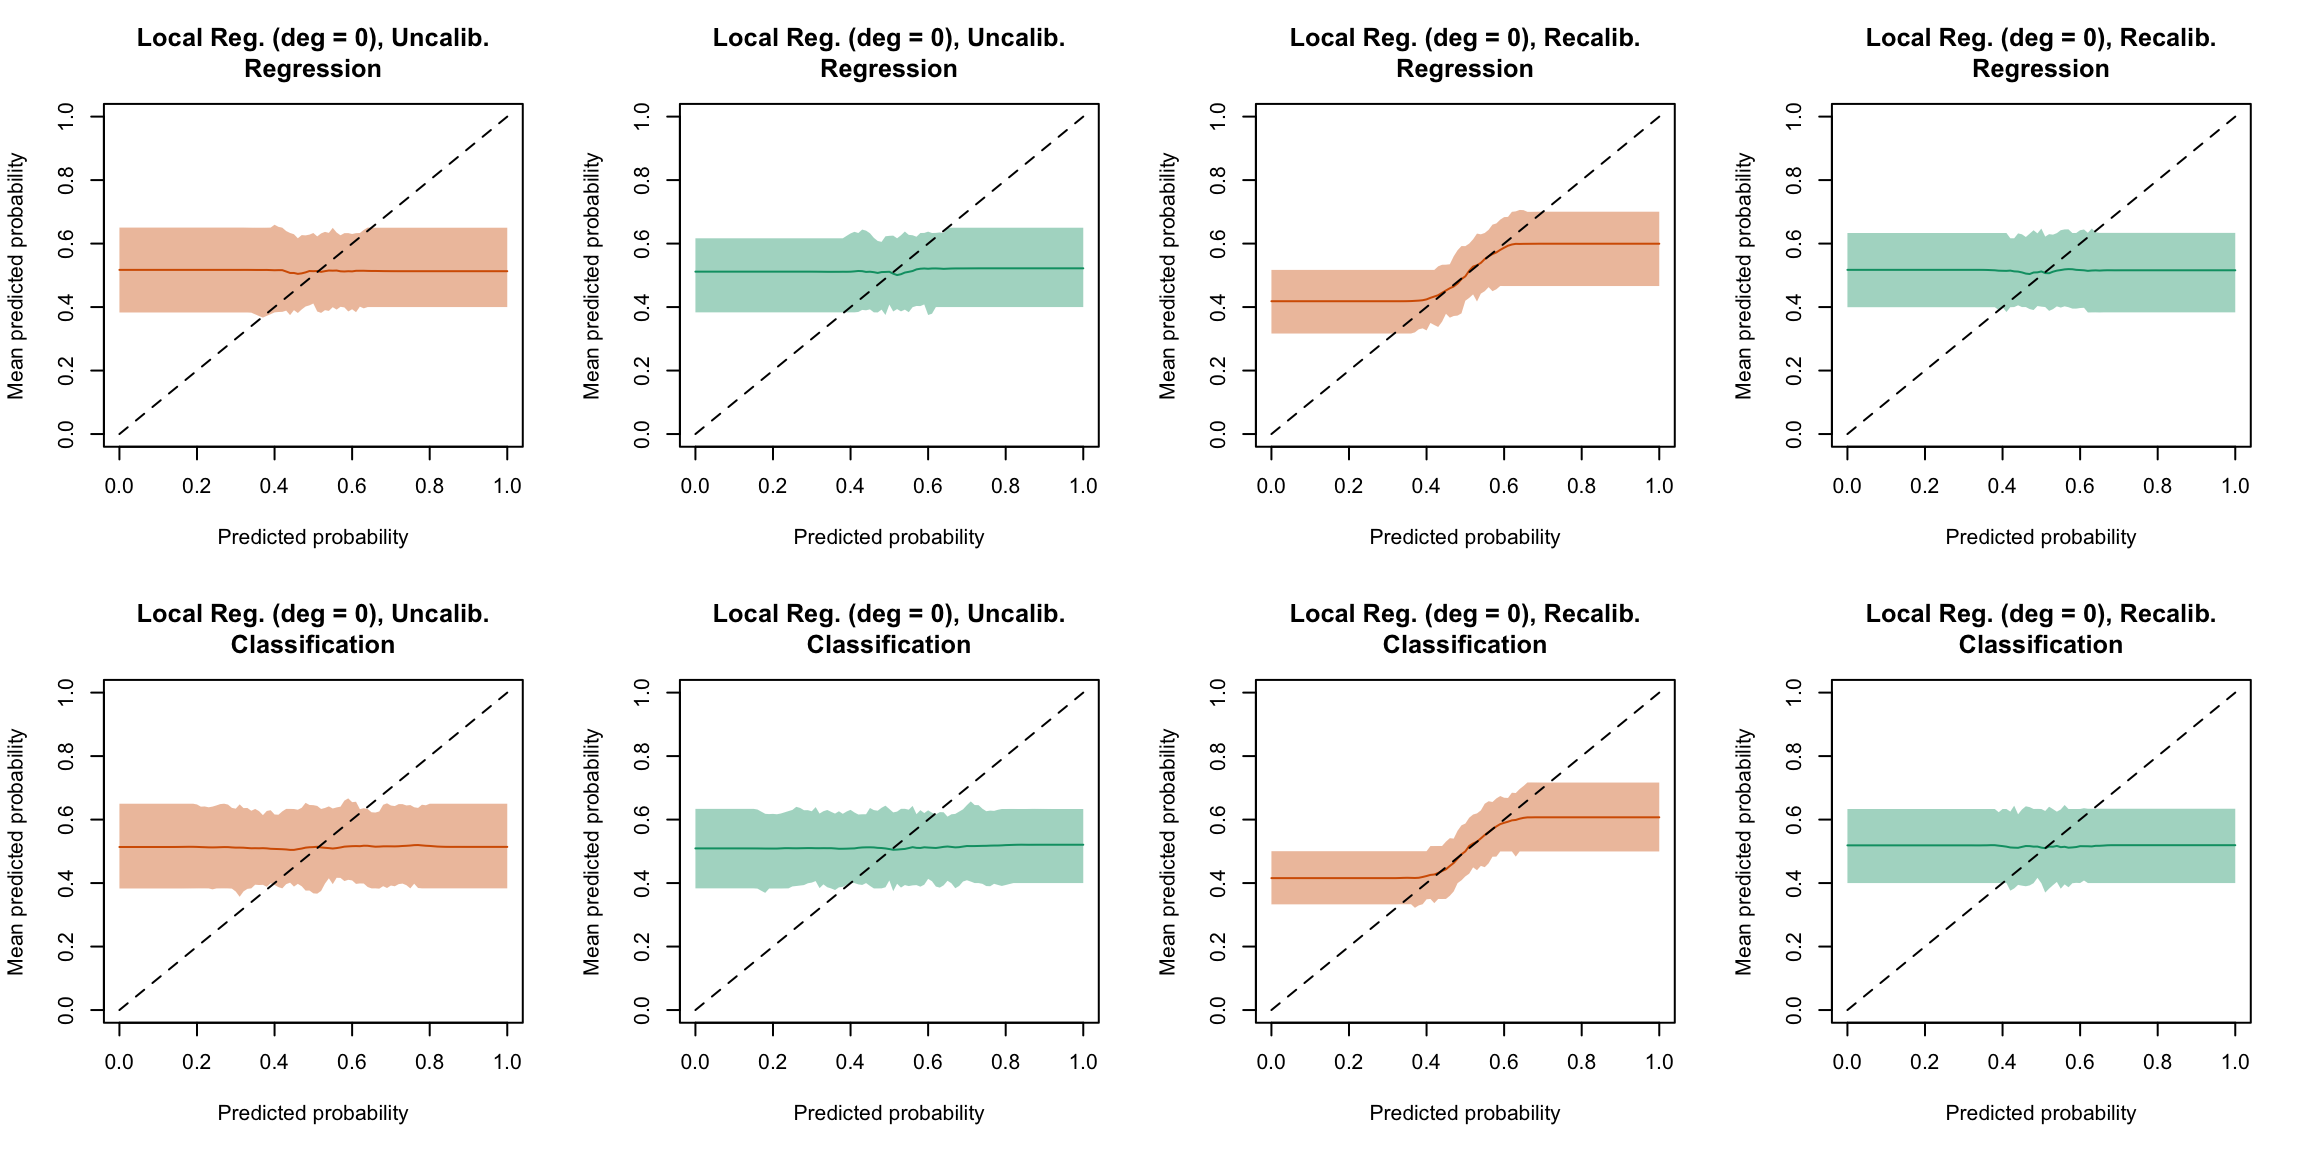 Local Reg. (deg = 0), Uncalib.
Regression
Mean predicted probability
0.0 0.2 0.4 0.6 0.8 1.0
0.0 0.2 0.4 0.6 0.8 1.0
Predicted probability
Local Reg. (deg = 0), Uncalib.
Regression
Mean predicted probability
0.0 0.2 0.4 0.6 0.8 1.0
0.0 0.2 0.4 0.6 0.8 1.0
Predicted probability
Local Reg. (deg = 0), Recalib.
Regression
Mean predicted probability
0.0 0.2 0.4 0.6 0.8 1.0
0.0 0.2 0.4 0.6 0.8 1.0
Predicted probability
Local Reg. (deg = 0), Recalib.
Regression
Mean predicted probability
0.0 0.2 0.4 0.6 0.8 1.0
0.0 0.2 0.4 0.6 0.8 1.0
Predicted probability
Local Reg. (deg = 0), Uncalib.
Classification
Mean predicted probability
0.0 0.2 0.4 0.6 0.8 1.0
0.0 0.2 0.4 0.6 0.8 1.0
Predicted probability
Local Reg. (deg = 0), Uncalib.
Classification
Mean predicted probability
0.0 0.2 0.4 0.6 0.8 1.0
0.0 0.2 0.4 0.6 0.8 1.0
Predicted probability
Local Reg. (deg = 0), Recalib.
Classification
Mean predicted probability
0.0 0.2 0.4 0.6 0.8 1.0
0.0 0.2 0.4 0.6 0.8 1.0
Predicted probability
Local Reg. (deg = 0), Recalib.
Classification
Mean predicted probability
0.0 0.2 0.4 0.6 0.8 1.0
0.0 0.2 0.4 0.6 0.8 1.0
Predicted probability